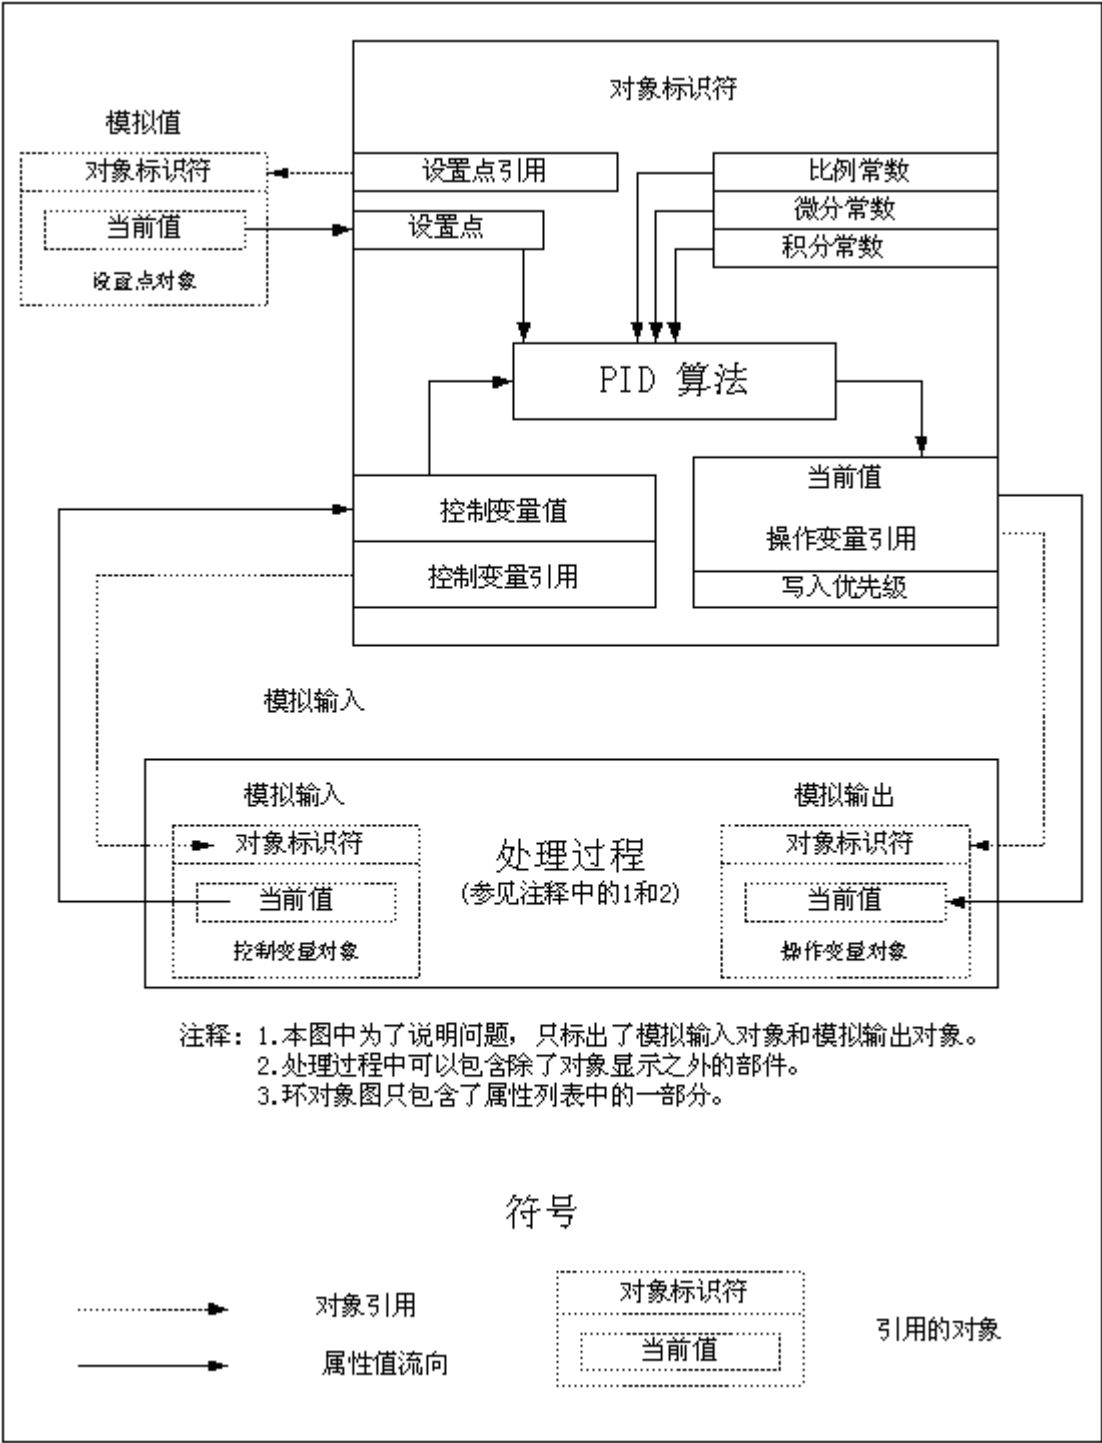 对象标识符
模拟值
对象标识符
设置点引用
比例常数
当前值
设置点
微分常数
积分常数
设置点对象
PID 算法
当前值
控制变量值
操作变量引用
控制变量引用
写入优先级
模拟输入
模拟输入
模拟输出
对象标识符
处理过程
对象标识符
(参见注释中的1和2)
当前值
当前值
控制变量对象
操作变量对象
注释: 1.本图中为了说明问题，只标出了模拟输入对象和模拟输出对象。
2.处理过程中可以包含除了对象显示之外的部件。
3.环对象图只包含了属性列表中的一部分。
符号
对象引用
对象标识符
引用的对象
属性值流向
当前值